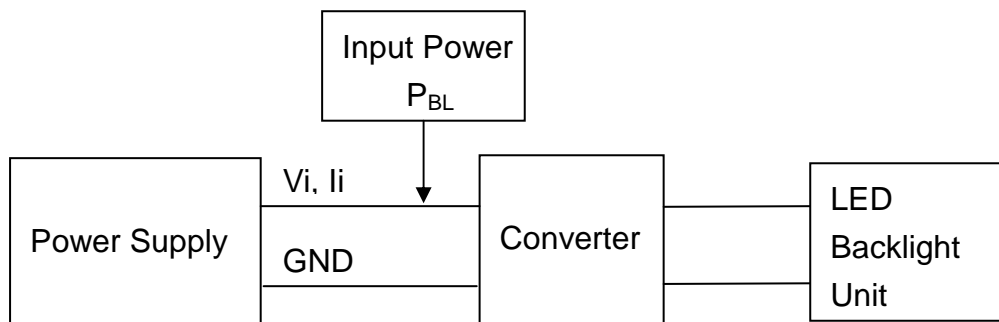 Input Power
PBL
Vi, Ii
Power Supply
GND
Converter
LED
Backlight
Unit